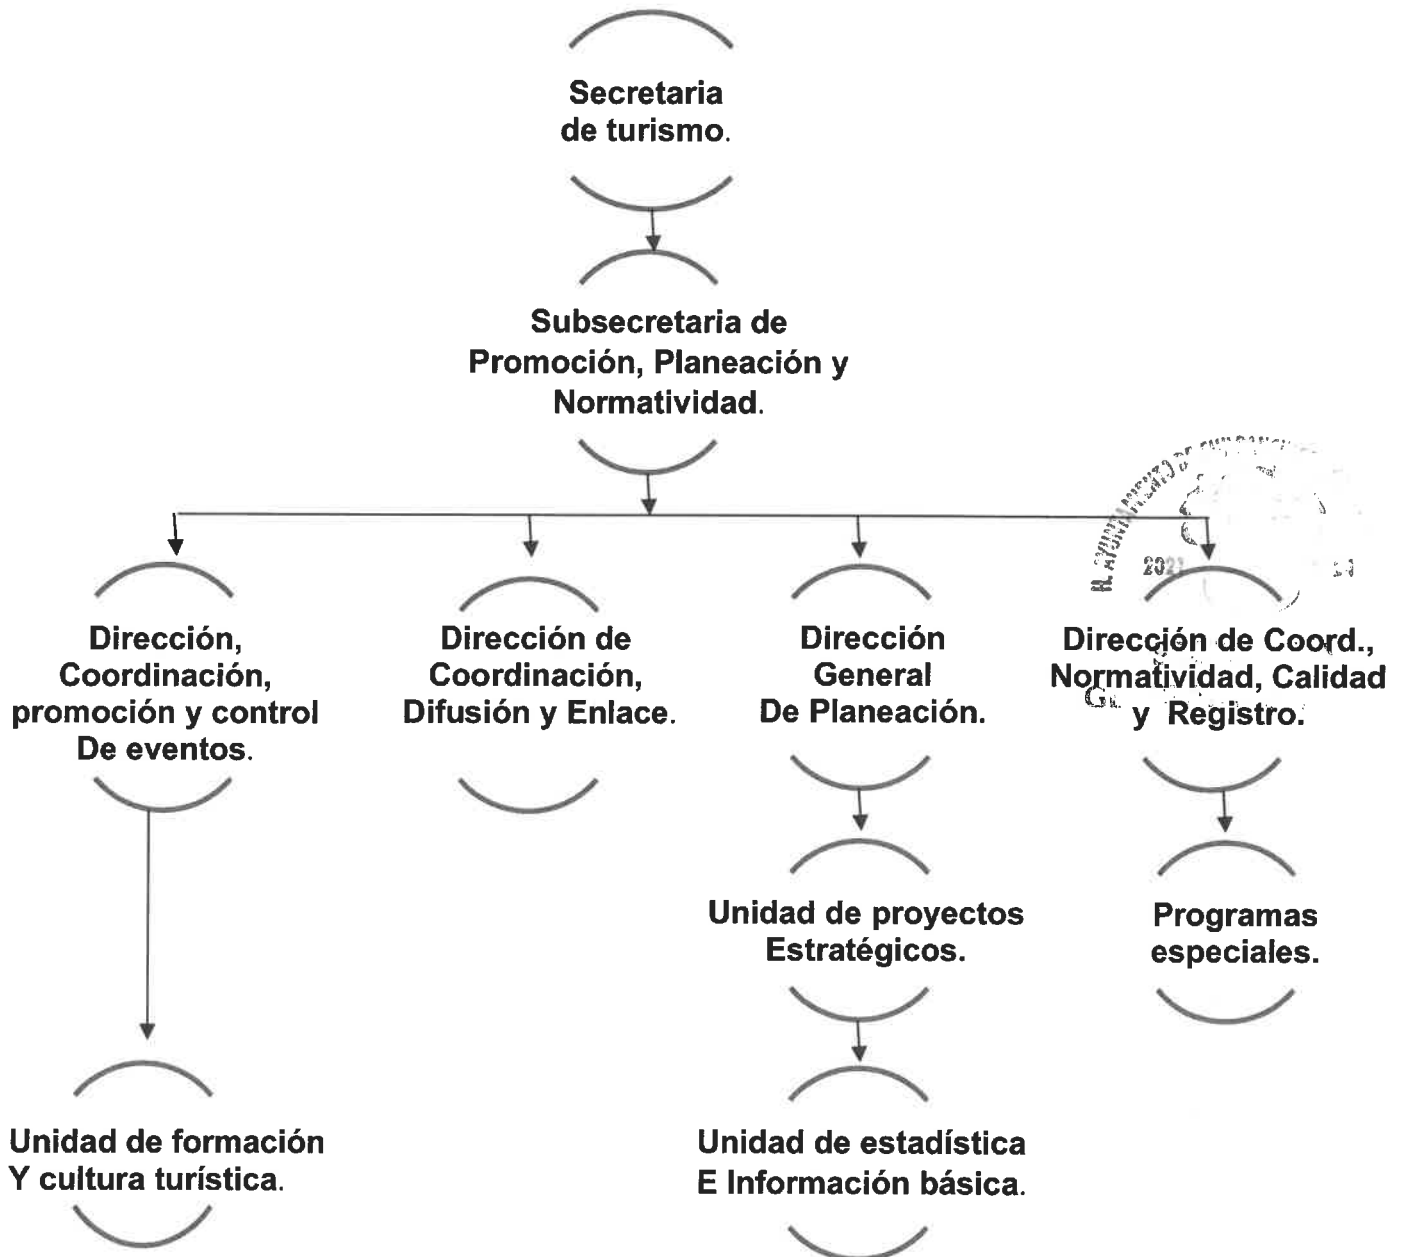 Secretaria
de turismo.
Subsecretaria de
Promoción, Planeación y
Normatividad.
H. AYUNTAMIENTO DE
Dirección,
Coordinación,
promoción y control
De eventos.
Dirección de
Coordinación,
Difusión y Enlace.
Dirección
General
De Planeación.
Dirección de Coord.,
Normatividad, Calidad
y Registro.
Unidad de proyectos
Estratégicos.
Programas
especiales.
Unidad de formación
Y cultura turística.
Unidad de estadística
E Información básica.